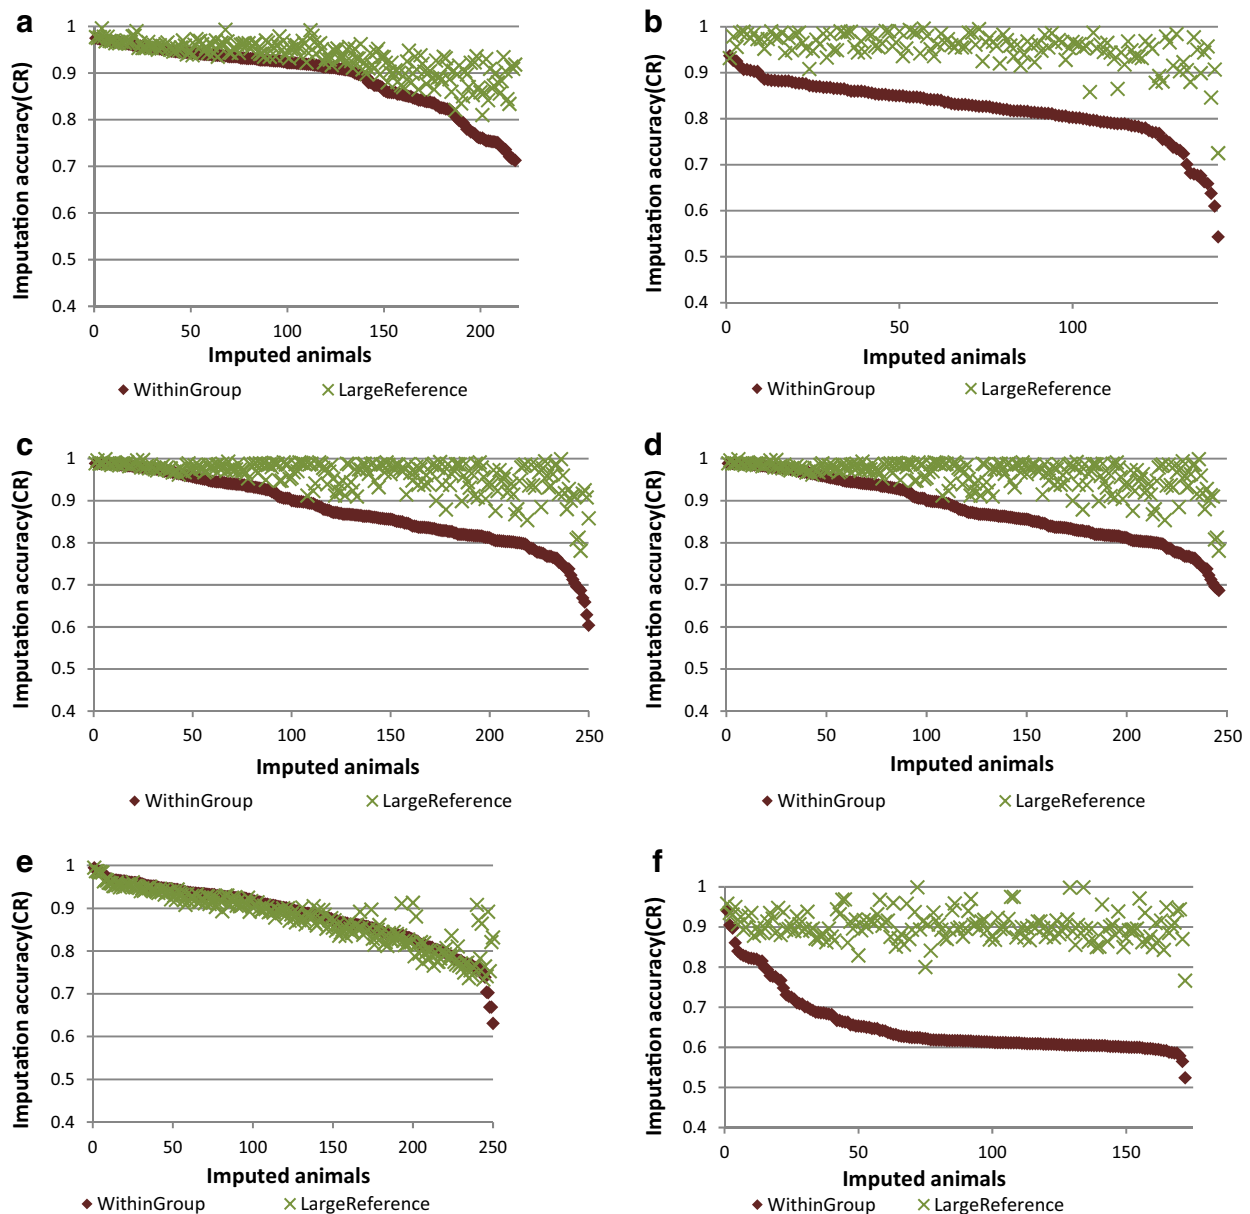 a
Imputation accuracy(CR)
1
0.9
0.8
0.7
0.6
0.5
0.4
0 50 100 150 200
Imputed animals
WithinGroup LargeReference
b
Imputation accuracy(CR)
1
0.9
0.8
0.7
0.6
0.5
0.4
0 50 100
Imputed animals
WithinGroup LargeReference
c
Imputation accuracy(CR)
1
0.9
0.8
0.7
0.6
0.5
0.4
0 50 100 150 200 250
Imputed animals
WithinGroup LargeReference
d
Imputation accuracy(CR)
1
0.9
0.8
0.7
0.6
0.5
0.4
0 50 100 150 200 250
Imputed animals
WithinGroup LargeReference
e
Imputation accuracy(CR)
1
0.9
0.8
0.7
0.6
0.5
0.4
0 50 100 150 200 250
Imputed animals
WithinGroup LargeReference
f
Imputation accuracy(CR)
1
0.9
0.8
0.7
0.6
0.5
0.4
0 50 100 150
Imputed animals
WithinGroup LargeReference